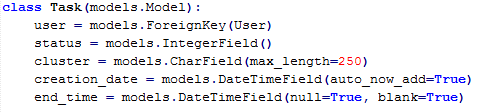 class Task(models.Model):
    user = models.ForeignKey(User)
    status = models.IntegerField()
    cluster = models.CharField(max_length=250)
    creation_date = models.DateTimeField(auto_now_add=True)
    end_time = models.DateTimeField(null=True, blank=True)